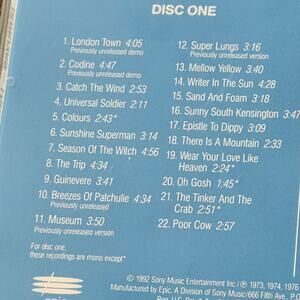 DISC ONE
1. London Town 4:05
Previously unreleased demo
2. Codine 4:47
Previously unreleased demo
3. Catch The Wind 2:53
4. Universal Soldier 2:11
5. Colours 2:43*
6. Sunshine Superman 3:14
7. Season Of The Witch 4:56
8. The Trip 4:34
9. Guinevere 3:41
10. Breezes Of Patchulie 4:34
Previously unreleased
11. Museum 3:50
Previously unreleased version
For disc one,
these recordings are mono except*
12. Super Lungs 3:16
Previously unreleased version
13. Mellow Yellow 3:40
14. Writer In The Sun 4:28
15. Sand And Foam 3:18
16. Sunny South Kensington 3:47
17. Epistle To Dippy 3:09
18. There Is A Mountain 2:33
19. Wear Your Love Like
Heaven 2:24*
20. Oh Gosh 1:45*
21. The Tinker And The
Crab 2:51*
22. Poor Cow 2:57
epic
© 1992 Sony Music Entertainment Inc./ ℗ 1973, 1974, 1976
Manufactured by Epic, A Division of Sony Music/666 Fifth Ave., P.O.